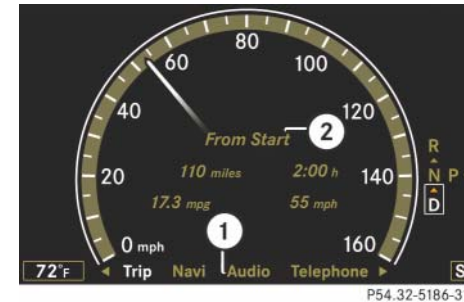 80
60
100
40
120
2
From Start
R
110 miles
2:00 h
20
140
N P
17.3 mpg
55 mph
D
1
0 mph
160
72°F
Trip Navi Audio Telephone
S
P54.32-5186-3